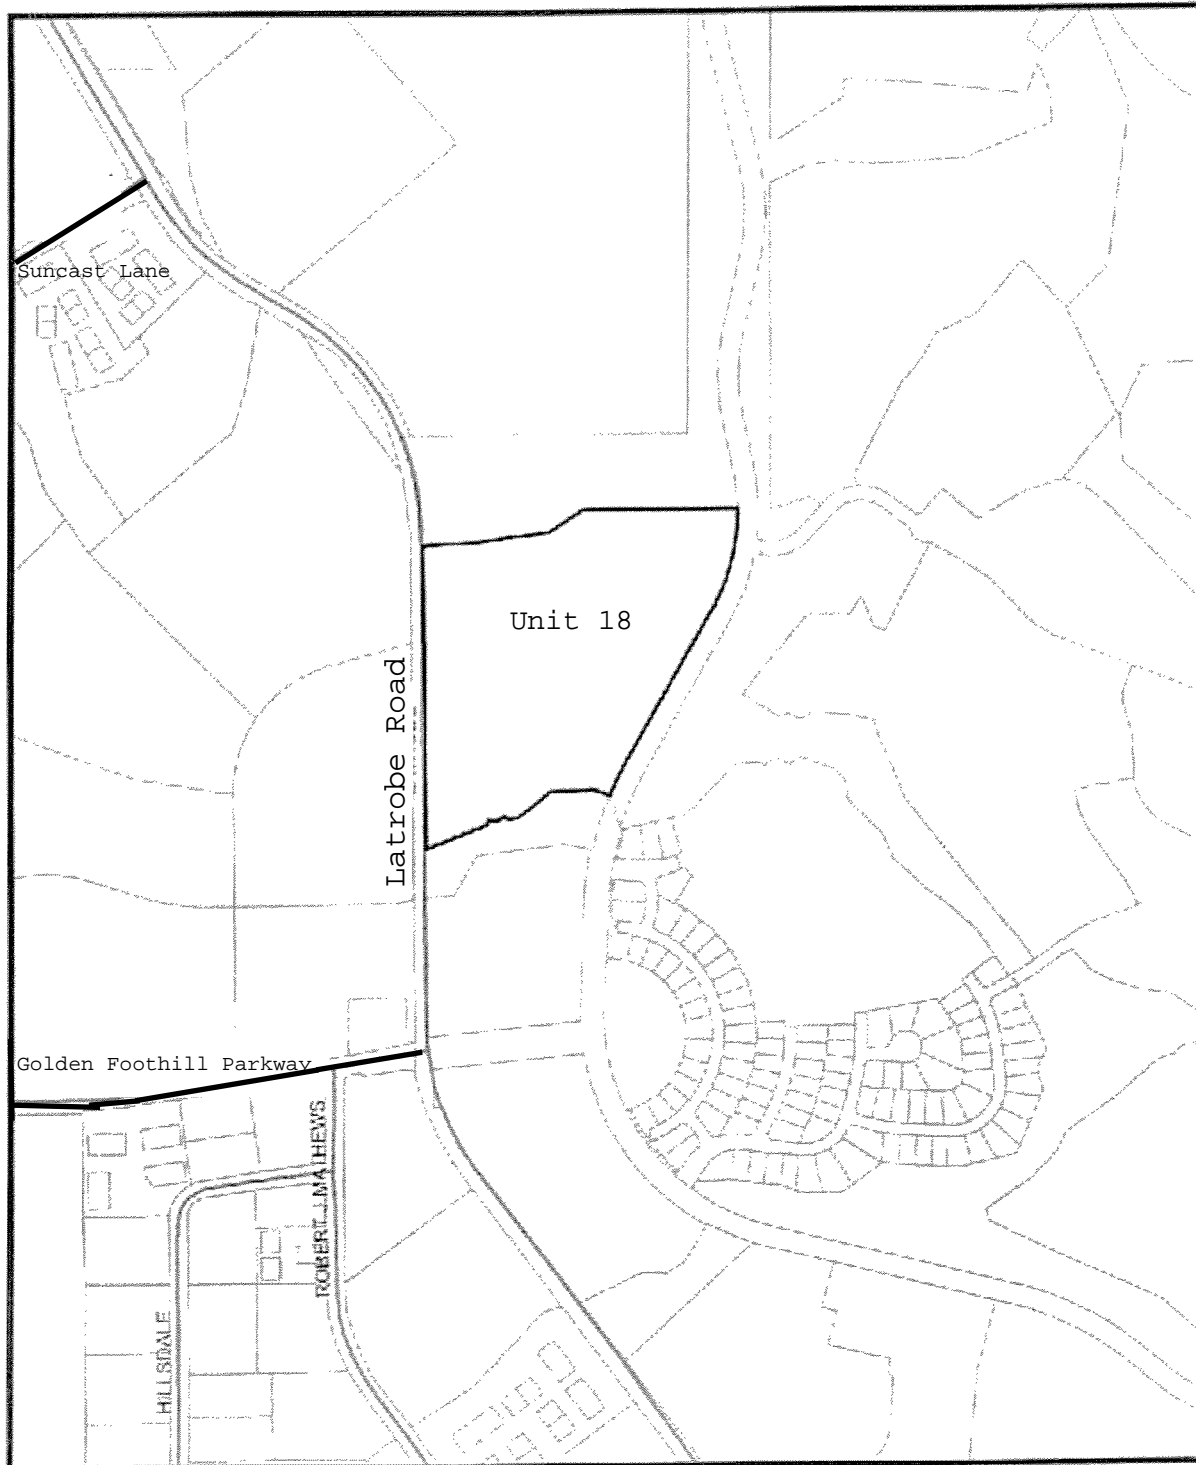 Suncast Lane
Unit 18
Latrobe Road
Golden Foothill Parkway
ROBERT J MATHEWS
HILLSDALE